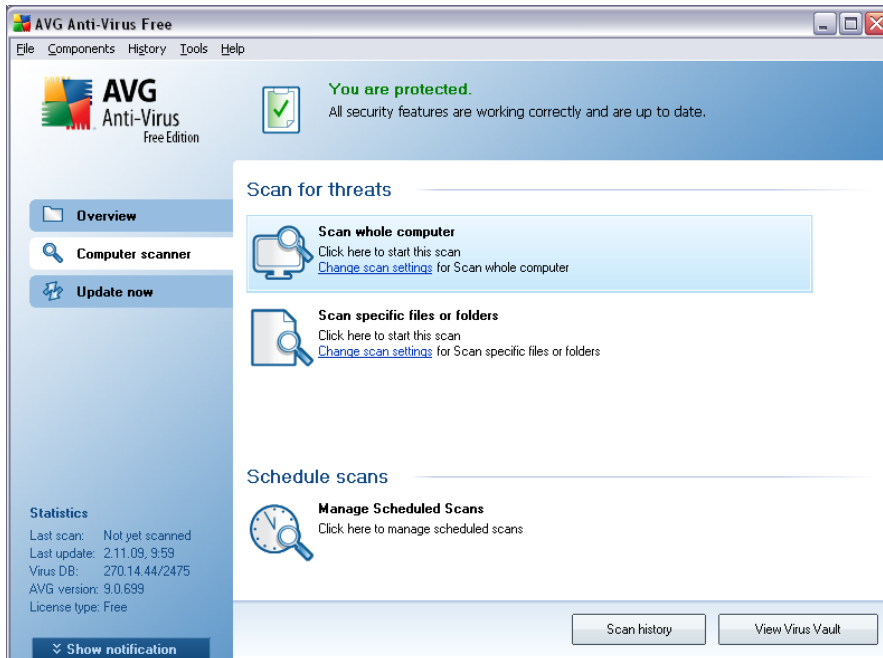 AVG Anti-Virus Free
File Components History Tools Help
AVG
Anti-Virus
Free Edition
You are protected.
All security features are working correctly and are up to date.
Overview
Computer scanner
Update now
Scan for threats
Scan whole computer
Click here to start this scan
Change scan settings for Scan whole computer
Scan specific files or folders
Click here to start this scan
Change scan settings for Scan specific files or folders
Schedule scans
Manage Scheduled Scans
Click here to manage scheduled scans
Statistics
Last scan: Not yet scanned
Last update: 2.11.09, 9:59
Virus DB: 270.14.44/2475
AVG version: 9.0.699
License type: Free
Show notification
Scan history
View Virus Vault